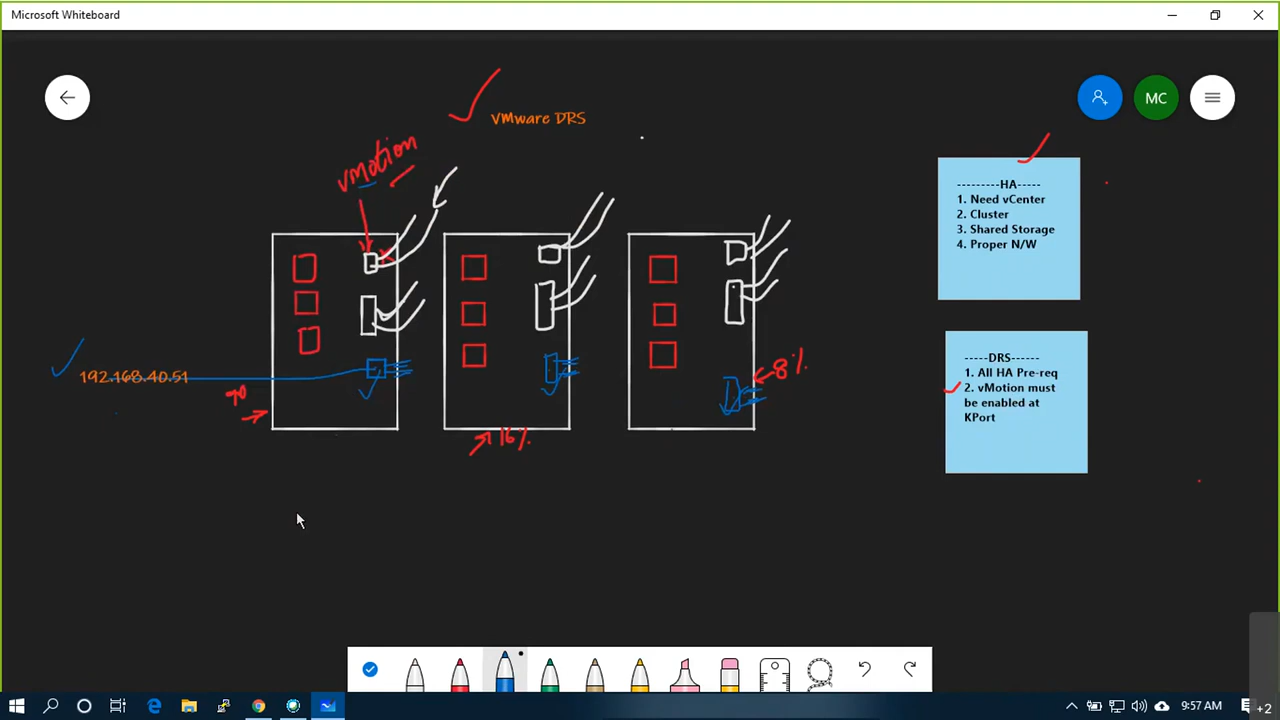 Microsoft Whiteboard
MC
VMware DRS
vmotion
---------HA-----
1. Need vCenter
2. Cluster
3. Shared Storage
4. Proper N/W
-----DRS------
1. All HA Pre-req
2. vMotion must
be enabled at
KPort
192.168.40.51
8%
16%
9:57 AM
+2